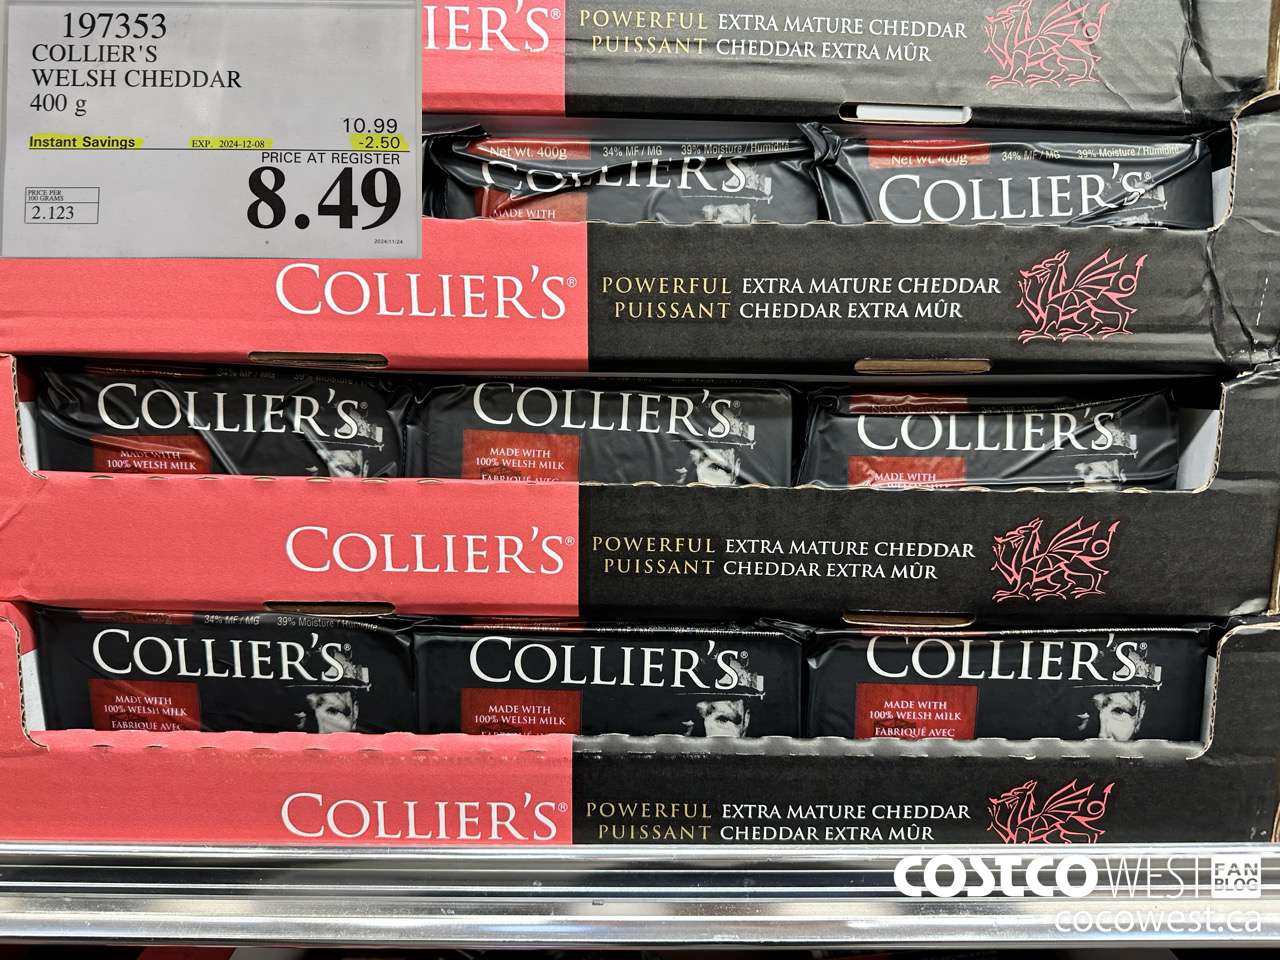 197353
COLLIER'S
WELSH CHEDDAR
400 g
10.99
Instant Savings EXP. 2024-12-08 -2.50
PRICE AT REGISTER
8.49
PRICE PER
100 GRAMS
2.123
2024/11/24
IER'S® POWERFUL EXTRA MATURE CHEDDAR
PUISSANT CHEDDAR EXTRA MÛR
Net Wt. 400g 34% MF / MG 39% Moisture / Humidité
COLLIER'S
MADE WITH
Net Wt. 400g 34% MF / MG 39% Moisture / Humidité
COLLIER'S
COLLIER'S® POWERFUL EXTRA MATURE CHEDDAR
PUISSANT CHEDDAR EXTRA MÛR
COLLIER'S®
MADE WITH
100% WELSH MILK
COLLIER'S®
MADE WITH
100% WELSH MILK
FABRIQUÉ AVEC
COLLIER'S®
MADE WITH
COLLIER'S® POWERFUL EXTRA MATURE CHEDDAR
PUISSANT CHEDDAR EXTRA MÛR
34% MF / MG 39% Moisture / Humidité
COLLIER'S®
MADE WITH
100% WELSH MILK
FABRIQUÉ AVEC
COLLIER'S®
MADE WITH
100% WELSH MILK
COLLIER'S®
MADE WITH
100% WELSH MILK
FABRIQUÉ AVEC
COLLIER'S® POWERFUL EXTRA MATURE CHEDDAR
PUISSANT CHEDDAR EXTRA MÛR
COSTCO WEST FAN BLOG
cocowest.ca